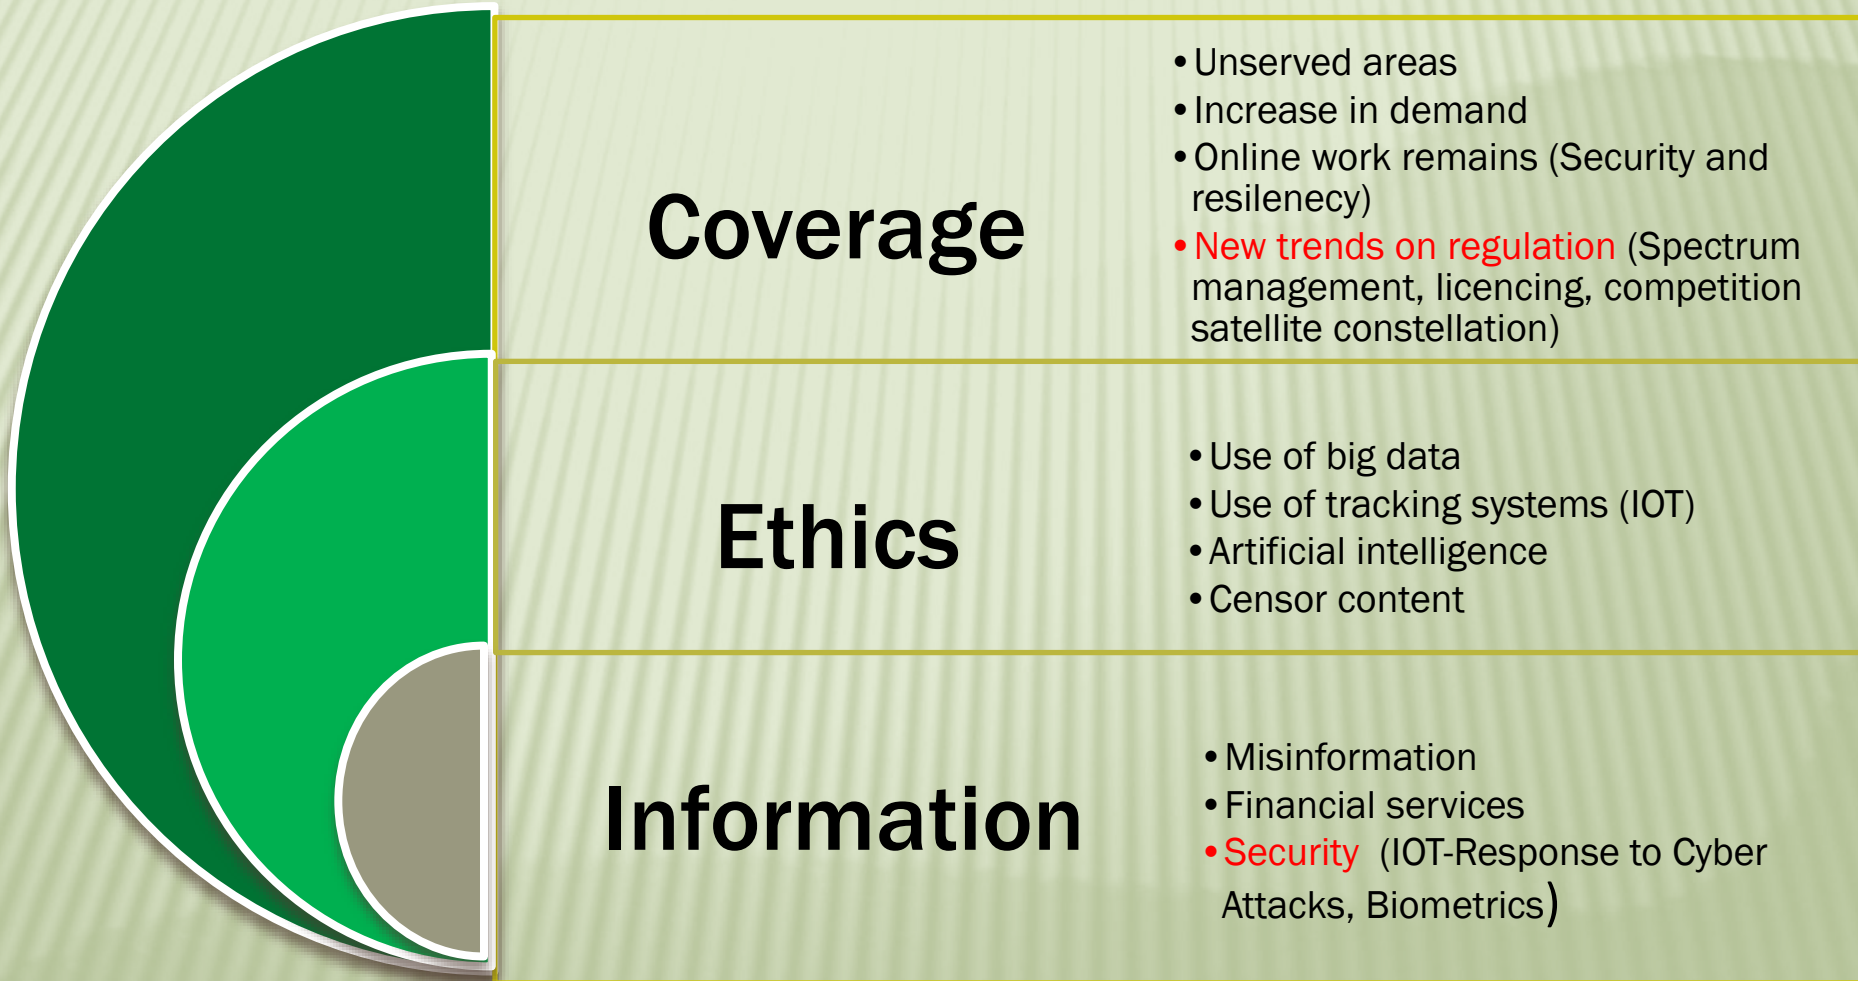 Coverage
•Unserved areas
•Increase in demand
•Online work remains (Security and
resilenecy)
•New trends on regulation (Spectrum
management, licencing, competition
satellite constellation)
Ethics
•Use of big data
•Use of tracking systems (IOT)
•Artificial intelligence
•Censor content
Information
•Misinformation
•Financial services
•Security (IOT-Response to Cyber
Attacks, Biometrics)